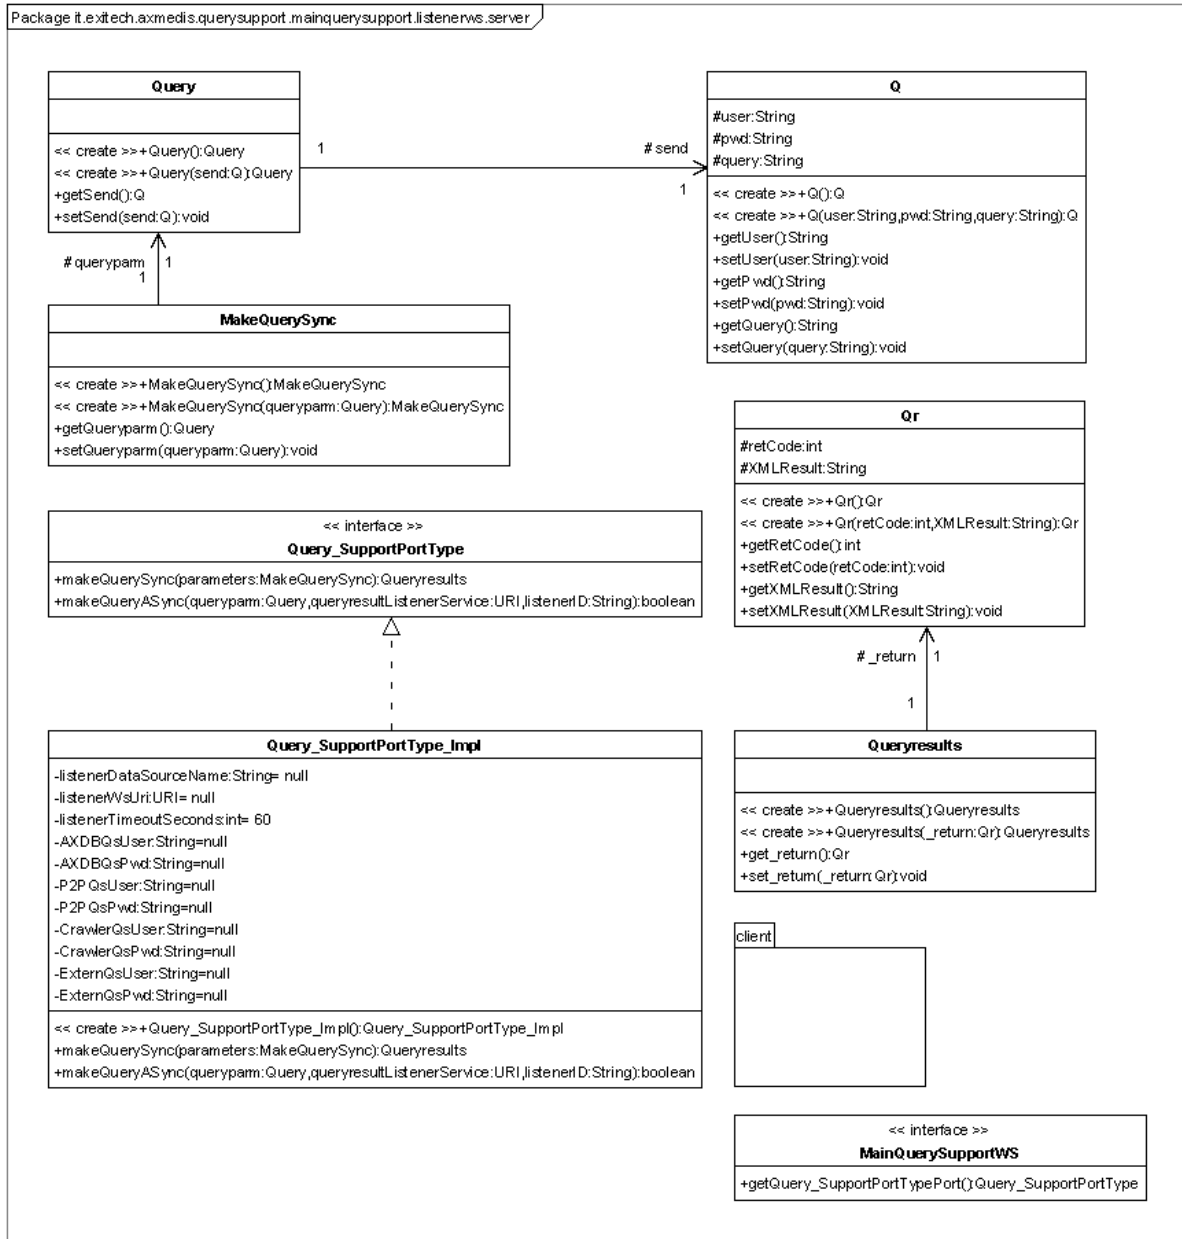 Package it.exitech.axmedis.querysupport.mainquerysupport.listenerws.server
Query
<< create >>+Query():Query
<< create >>+Query(send:Q):Query
+getSend():Q
+setSend(send:Q):void
1
# send
1
Q
#user:String
#pwd:String
#query:String
<< create >>+Q():Q
<< create >>+Q(user:String,pwd:String,query:String):Q
+getUser():String
+setUser(user:String):void
+getPwd():String
+setPwd(pwd:String):void
+getQuery():String
+setQuery(query:String):void
# queryparm
1
1
MakeQuerySync
<< create >>+MakeQuerySync():MakeQuerySync
<< create >>+MakeQuerySync(queryparm:Query):MakeQuerySync
+getQueryparm():Query
+setQueryparm(queryparm:Query):void
Qr
#retCode:int
#XMLResult:String
<< create >>+Qr():Qr
<< create >>+Qr(retCode:int,XMLResult:String):Qr
+getRetCode():int
+setRetCode(retCode:int):void
+getXMLResult():String
+setXMLResult(XMLResult:String):void
<< interface >>
Query_SupportPortType
+makeQuerySync(parameters:MakeQuerySync):Queryresults
+makeQueryASync(queryparm:Query,queryresultListenerService:URI,listenerID:String):boolean
# _return
1
1
Query_SupportPortType_Impl
-listenerDataSourceName:String= null
-listenerWsUri:URI= null
-listenerTimeoutSeconds:int= 60
-AXDBQsUser:String=null
-AXDBQsPwd:String=null
-P2PQsUser:String=null
-P2PQsPwd:String=null
-CrawlerQsUser:String=null
-CrawlerQsPwd:String=null
-ExternQsUser:String=null
-ExternQsPwd:String=null
<< create >>+Query_SupportPortType_Impl():Query_SupportPortType_Impl
+makeQuerySync(parameters:MakeQuerySync):Queryresults
+makeQueryASync(queryparm:Query,queryresultListenerService:URI,listenerID:String):boolean
Queryresults
<< create >>+Queryresults():Queryresults
<< create >>+Queryresults(_return:Qr):Queryresults
+get_return():Qr
+set_return(_return:Qr):void
client
<< interface >>
MainQuerySupportWS
+getQuery_SupportPortTypePort():Query_SupportPortType